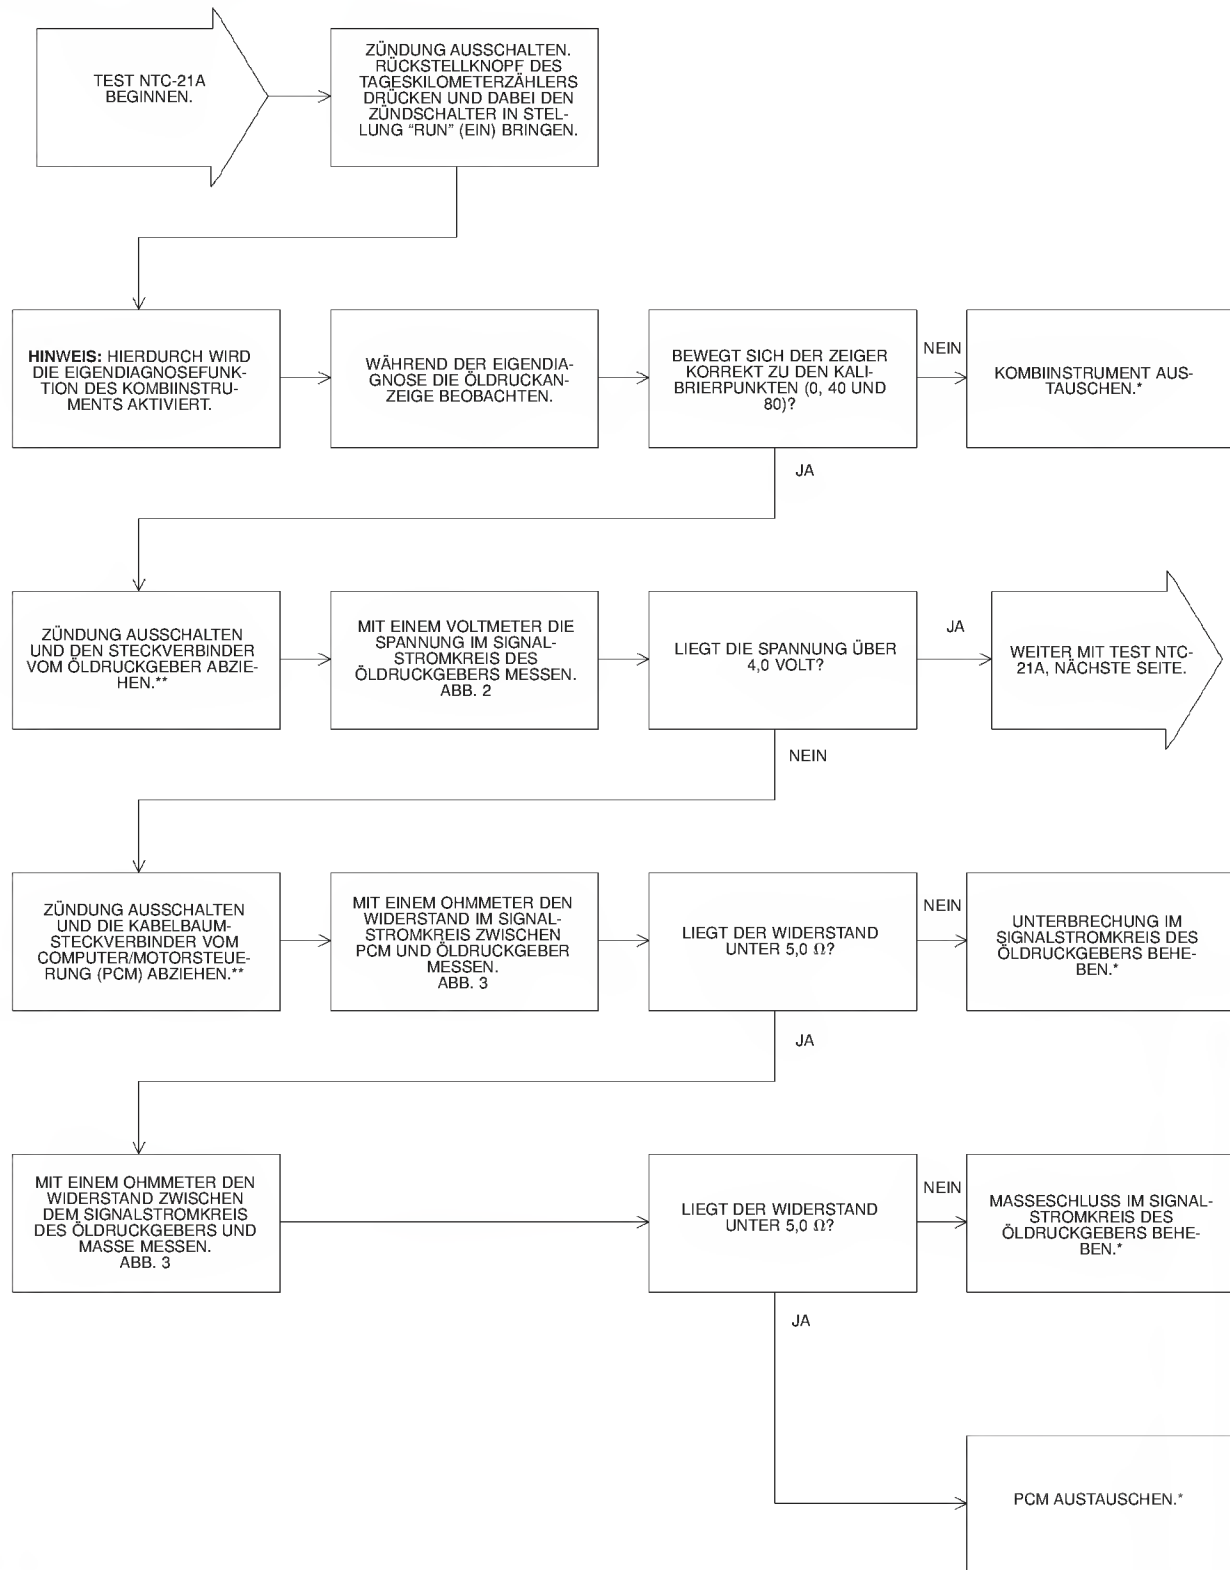 TEST NTC-21A
BEGINNEN.
ZÜNDUNG AUSSCHALTEN.
RÜCKSTELLKNOPF DES
TAGESKILOMETERZÄHLERS
DRÜCKEN UND DABEI DEN
ZÜNDSCHALTER IN STEL-
LUNG “RUN” (EIN) BRINGEN.
HINWEIS: HIERDURCH WIRD
DIE EIGENDIAGNOSEFUNK-
TION DES KOMBIINSTRU-
MENTS AKTIVIERT.
WÄHREND DER EIGENDIA-
GNOSE DIE ÖLDRUCKAN-
ZEIGE BEOBACHTEN.
BEWEGT SICH DER ZEIGER
KORREKT ZU DEN KALI-
BRIERPUNKTEN (0, 40 UND
80)?
NEIN
KOMBIINSTRUMENT AUS-
TAUSCHEN.*
JA
ZÜNDUNG AUSSCHALTEN
UND DEN STECKVERBINDER
VOM ÖLDRUCKGEBER ABZIE-
HEN.**
MIT EINEM VOLTMETER DIE
SPANNUNG IM SIGNAL-
STROMKREIS DES
ÖLDRUCKGEBERS MESSEN.
ABB. 2
LIEGT DIE SPANNUNG ÜBER
4,0 VOLT?
JA
WEITER MIT TEST NTC-
21A, NÄCHSTE SEITE.
NEIN
ZÜNDUNG AUSSCHALTEN
UND DIE KABELBAUM-
STECKVERBINDER VOM
COMPUTER/MOTORSTEUE-
RUNG (PCM) ABZIEHEN.**
MIT EINEM OHMMETER DEN
WIDERSTAND IM SIGNAL-
STROMKREIS ZWISCHEN
PCM UND ÖLDRUCKGEBER
MESSEN.
ABB. 3
LIEGT DER WIDERSTAND
UNTER 5,0 Ω?
NEIN
UNTERBRECHUNG IM
SIGNALSTROMKREIS DES
ÖLDRUCKGEBERS BEHE-
BEN.*
JA
MIT EINEM OHMMETER DEN
WIDERSTAND ZWISCHEN
DEM SIGNALSTROMKREIS
DES ÖLDRUCKGEBERS UND
MASSE MESSEN.
ABB. 3
LIEGT DER WIDERSTAND
UNTER 5,0 Ω?
NEIN
MASSESCHLUSS IM SIGNAL-
STROMKREIS DES
ÖLDRUCKGEBERS BEHE-
BEN.*
JA
PCM AUSTAUSCHEN.*